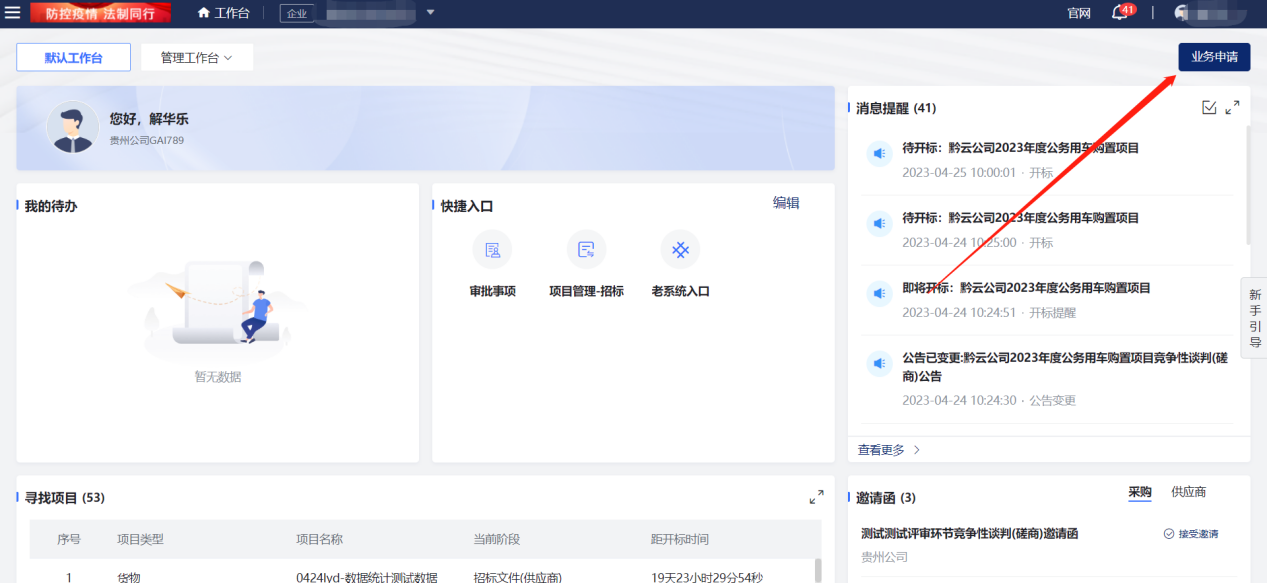 防控疫情 法制同行
工作台
企业
官网
41
默认工作台
管理工作台
业务申请
您好，解华乐
贵州公司GAI789
消息提醒 (41)
待开标：黔云公司2023年度公务用车购置项目
2023-04-25 10:00:01 · 开标
待开标：黔云公司2023年度公务用车购置项目
2023-04-24 10:25:00 · 开标
即将开标：黔云公司2023年度公务用车购置项目
2023-04-24 10:24:51 · 开标提醒
公告已变更:黔云公司2023年度公务用车购置项目竞争性谈判(磋
商)公告
2023-04-24 10:24:30 · 公告变更
查看更多
我的待办
暂无数据
快捷入口
编辑
审批事项
项目管理-招标
老系统入口
新
手
引
导
寻找项目 (53)
序号 项目类型 项目名称 当前阶段 距开标时间
1 货物 0424lyd-数据统计测试数据 招标文件(供应商) 19天23小时29分54秒
邀请函 (3)
采购 供应商
测试测试评审环节竞争性谈判(磋商)邀请函
接受邀请
贵州公司